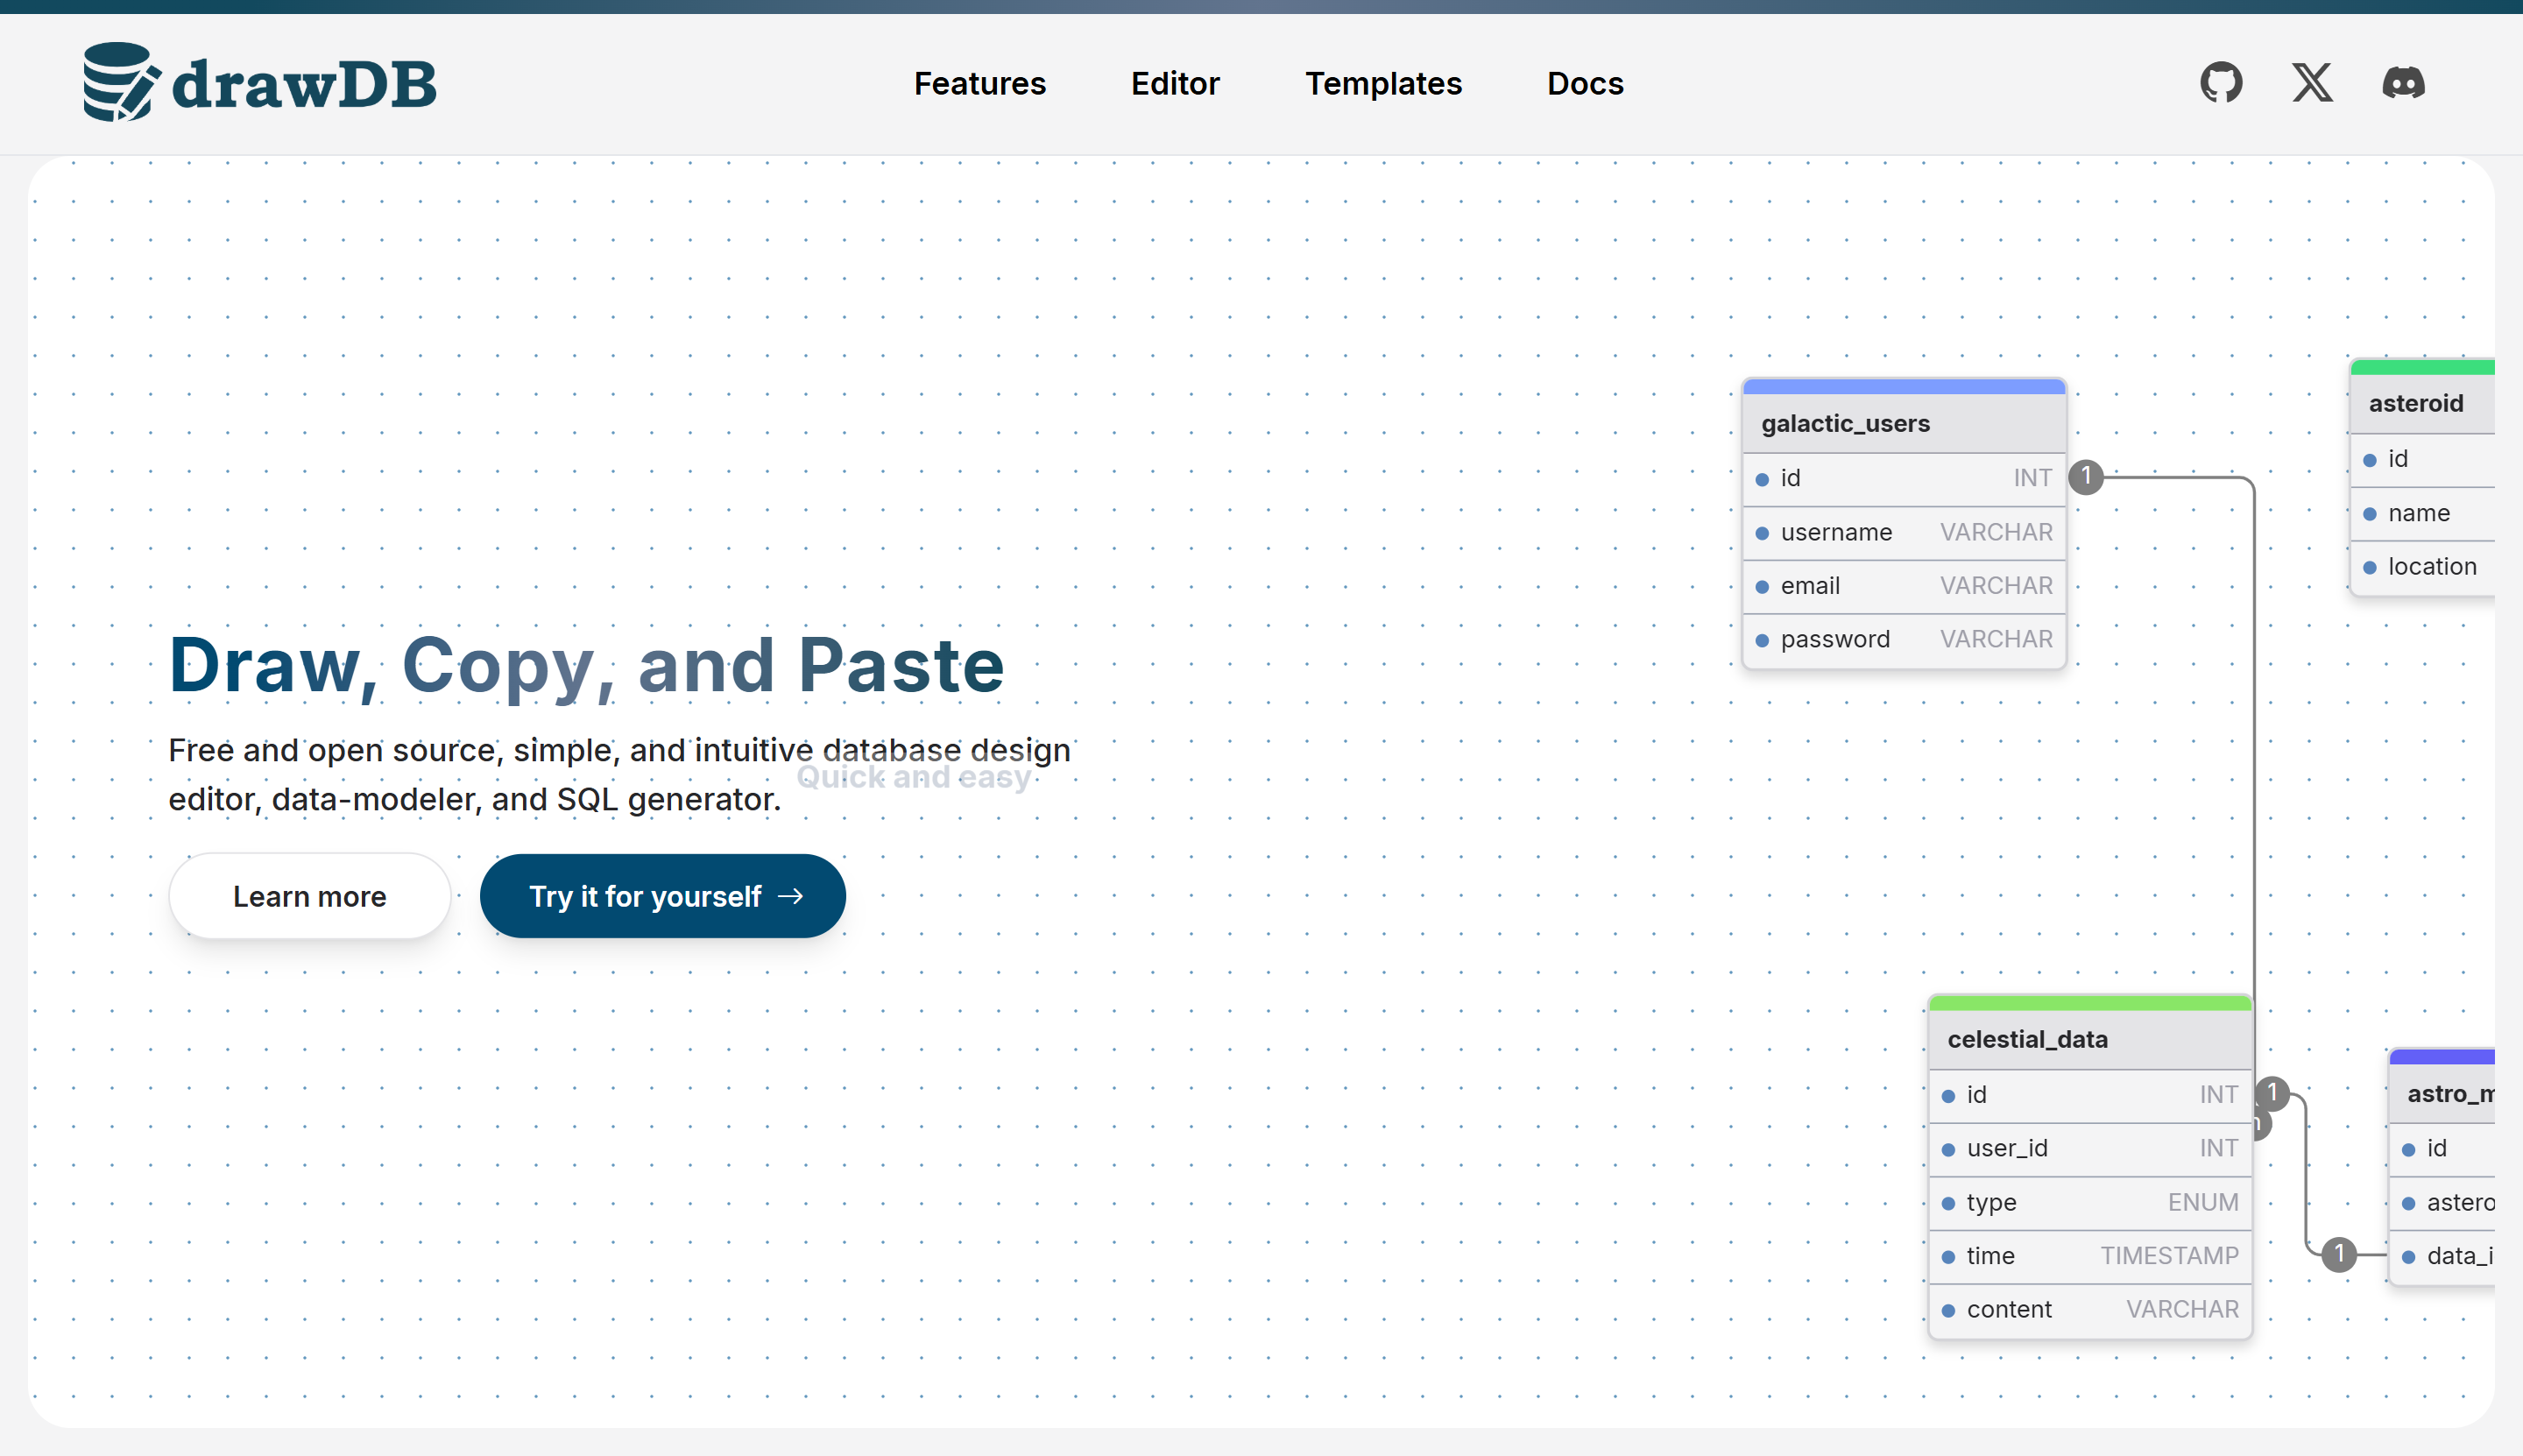 drawDB
Features
Editor
Templates
Docs
Draw, Copy, and Paste
Free and open source, simple, and intuitive database design
Quick and easy
editor, data-modeler, and SQL generator.
Learn more
Try it for yourself →
galactic_users
id INT
username VARCHAR
email VARCHAR
password VARCHAR
1
asteroid
id
name
location
celestial_data
id INT
user_id INT
type ENUM
time TIMESTAMP
content VARCHAR
1
1
id